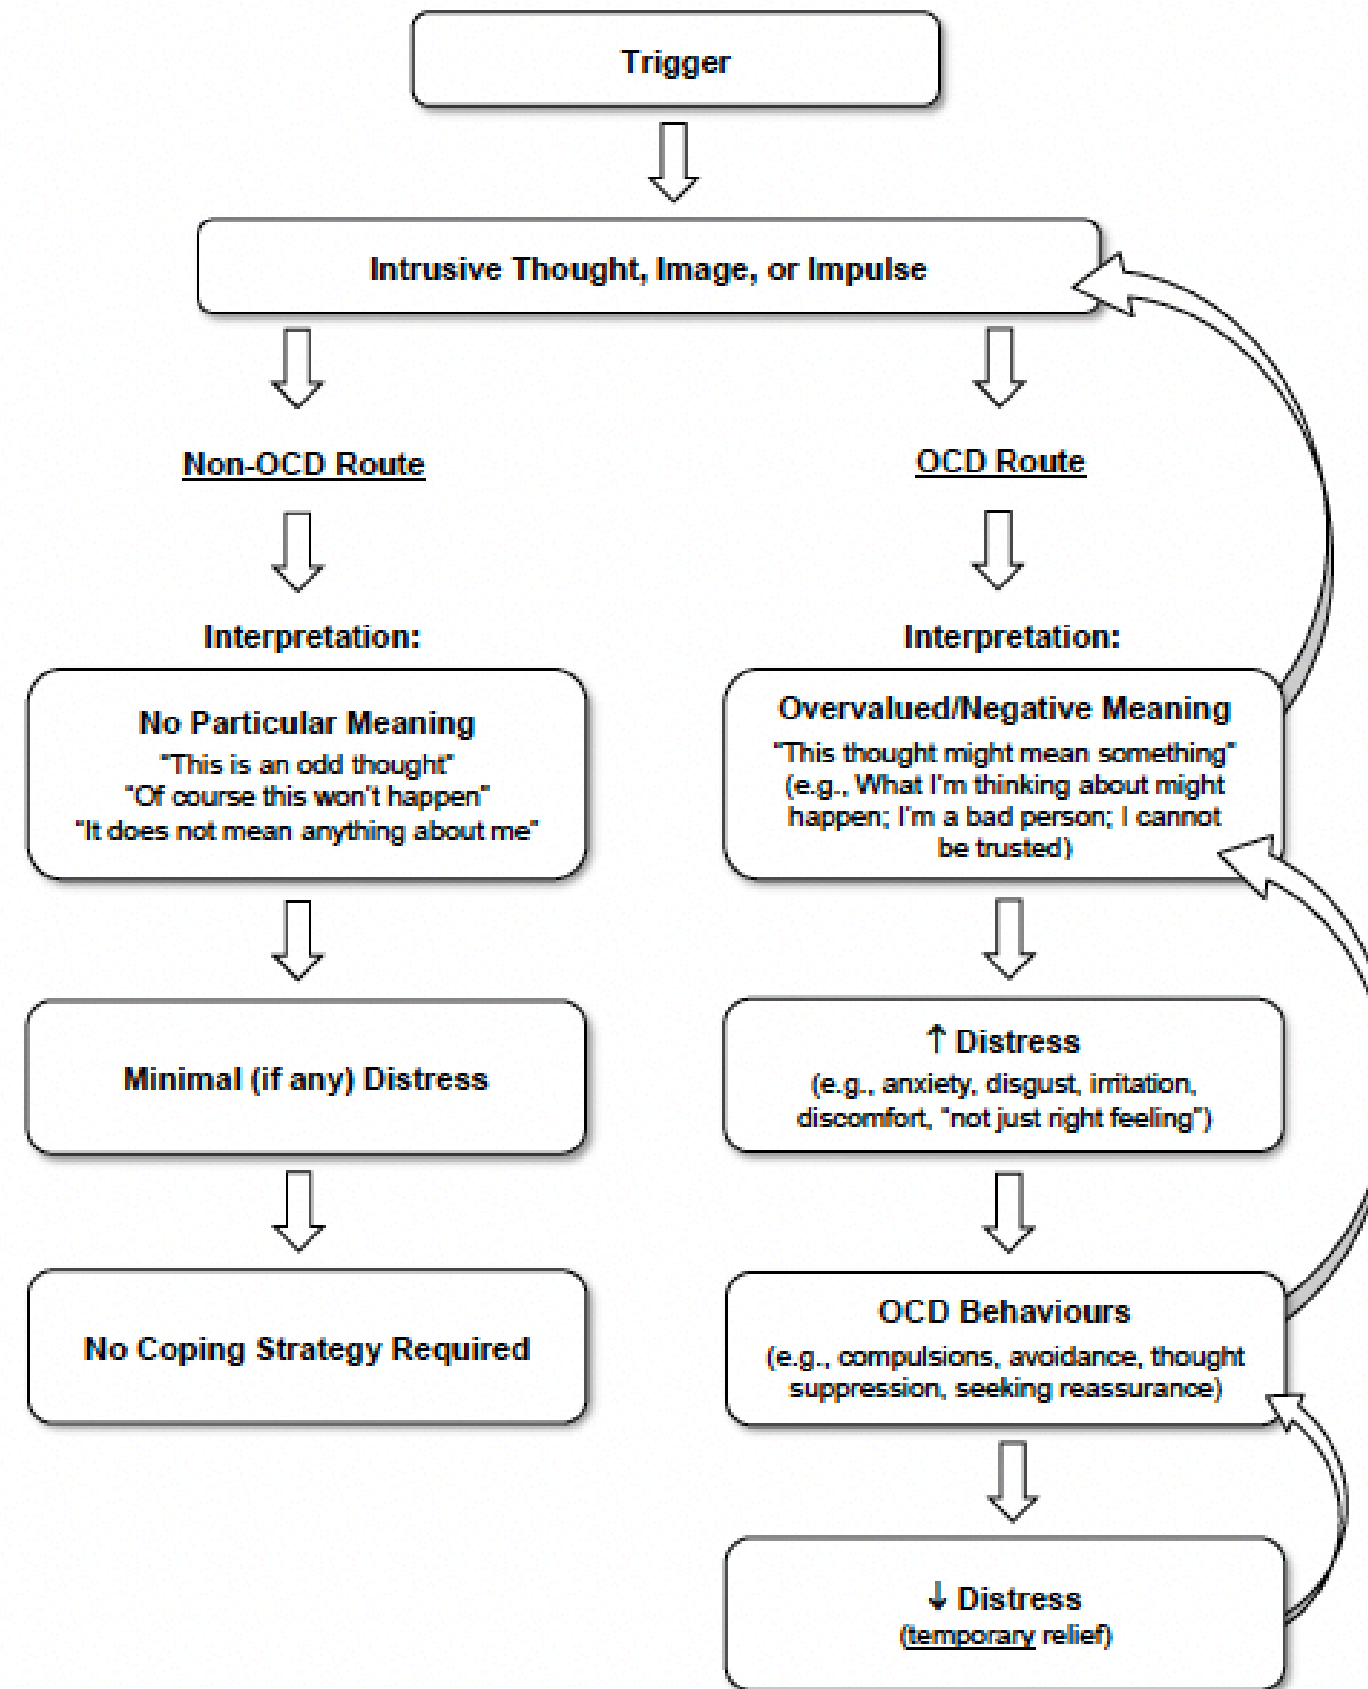 Trigger
Intrusive Thought, Image, or Impulse
Non-OCD Route
OCD Route
Interpretation:
No Particular Meaning
"This is an odd thought"
"Of course this won't happen"
"It does not mean anything about me"
Interpretation:
Overvalued/Negative Meaning
"This thought might mean something"
(e.g., What I'm thinking about might
happen; I'm a bad person; I cannot
be trusted)
Minimal (if any) Distress
↑ Distress
(e.g., anxiety, disgust, irritation,
discomfort, "not just right feeling")
No Coping Strategy Required
OCD Behaviours
(e.g., compulsions, avoidance, thought
suppression, seeking reassurance)
↓ Distress
(temporary relief)